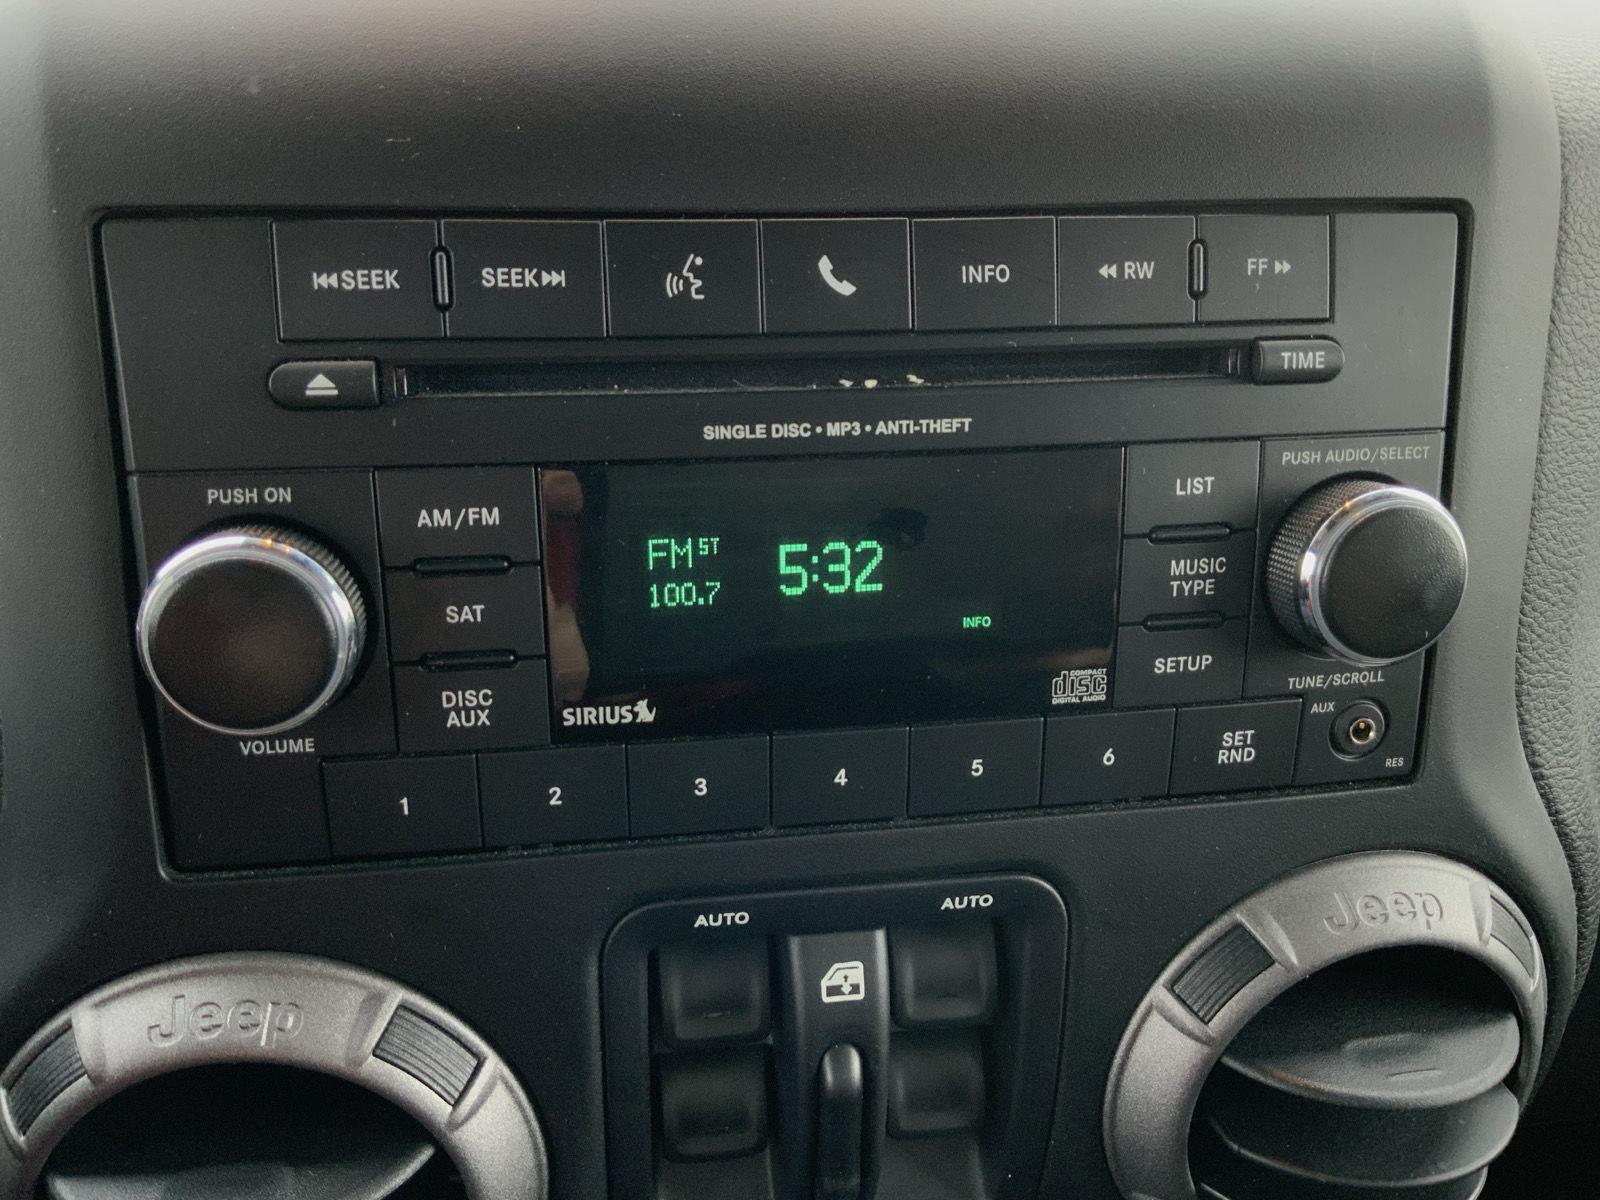 SEEK
SEEK
INFO
RW
FF
TIME
SINGLE DISC • MP3 • ANTI-THEFT
PUSH ON
VOLUME
AM/FM
SAT
DISC
AUX
FM ST
100.7
5:32
INFO
SIRIUS
COMPACT
disc
DIGITAL AUDIO
LIST
MUSIC
TYPE
SETUP
PUSH AUDIO/SELECT
TUNE/SCROLL
AUX
RES
1
2
3
4
5
6
SET
RND
AUTO
AUTO
Jeep
Jeep